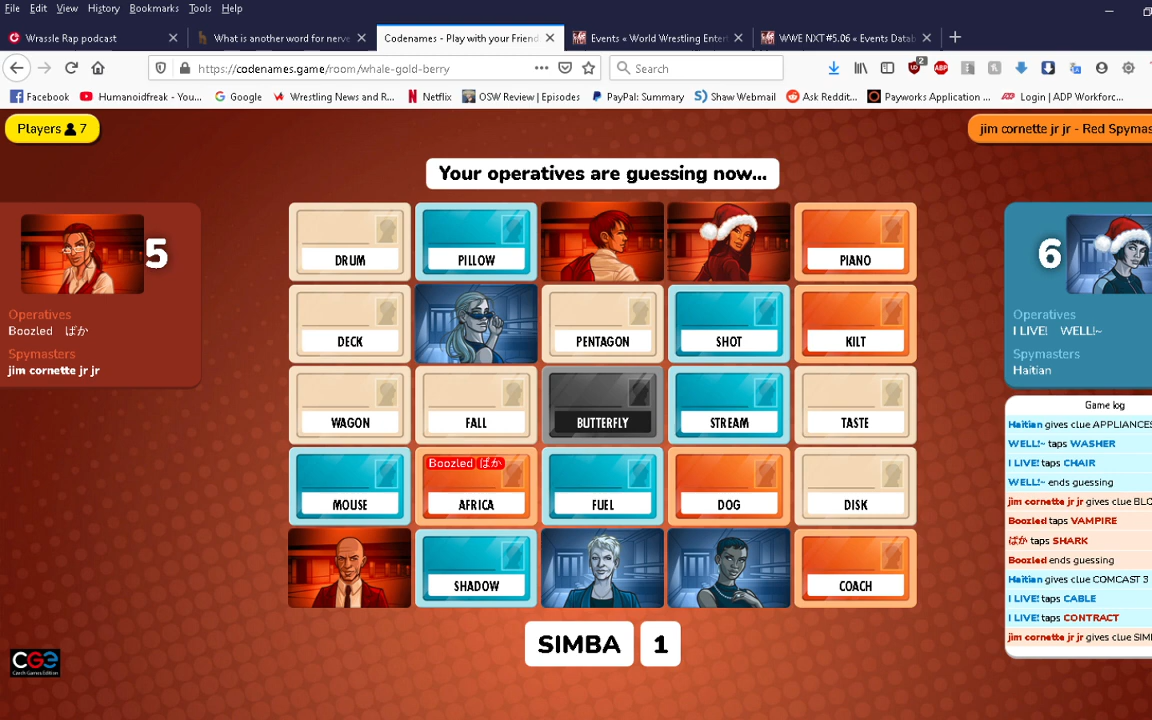 File Edit View History Bookmarks Tools Help
Wrassle Rap podcast
What is another word for nerve
Codenames - Play with your Friend
Events « World Wrestling Enter
WWE NXT #5.06 « Events Datab
https://codenames.game/room/whale-gold-berry
Search
2
ABP
Facebook
YouTube - Humanoidfreak - You...
Google
Wrestling News and R...
Netflix
OSW Review | Episodes
PayPal: Summary
Shaw Webmail
Ask Reddit...
Payworks Application ...
Login | ADP Workforc...
Players 7
jim cornette jr jr - Red Spymas
Your operatives are guessing now...
5
Operatives
Boozled ばか
Spymasters
jim cornette jr jr
DRUM
PILLOW
PIANO
DECK
PENTAGON
SHOT
KILT
WAGON
FALL
BUTTERFLY
STREAM
TASTE
MOUSE
Boozled ばか
AFRICA
FUEL
DOG
DISK
SHADOW
COACH
SIMBA 1
6
Operatives
I LIVE! WELL!~
Spymasters
Haitian
Game log
Haitian gives clue APPLIANCES
WELL!~ taps WASHER
I LIVE! taps CHAIR
WELL!~ ends guessing
jim cornette jr jr gives clue BLO
Boozled taps VAMPIRE
ばか taps SHARK
Boozled ends guessing
Haitian gives clue COMCAST 3
I LIVE! taps CABLE
I LIVE! taps CONTRACT
jim cornette jr jr gives clue SIM
CGE
Czech Games Edition